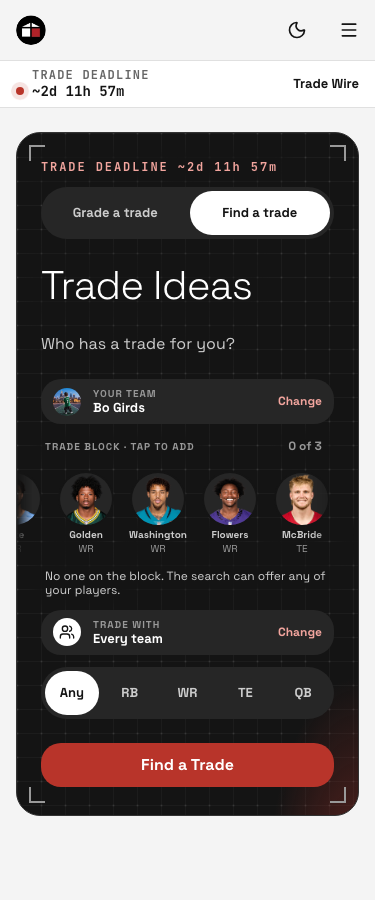 TRADE DEADLINE
~2d 11h 57m
Trade Wire
TRADE DEADLINE ~2d 11h 57m
Grade a trade
Find a trade
Trade Ideas
Who has a trade for you?
YOUR TEAM
Bo Girds
Change
TRADE BLOCK · TAP TO ADD
0 of 3
Golden
WR
Washington
WR
Flowers
WR
McBride
TE
No one on the block. The search can offer any of
your players.
TRADE WITH
Every team
Change
Any
RB
WR
TE
QB
Find a Trade